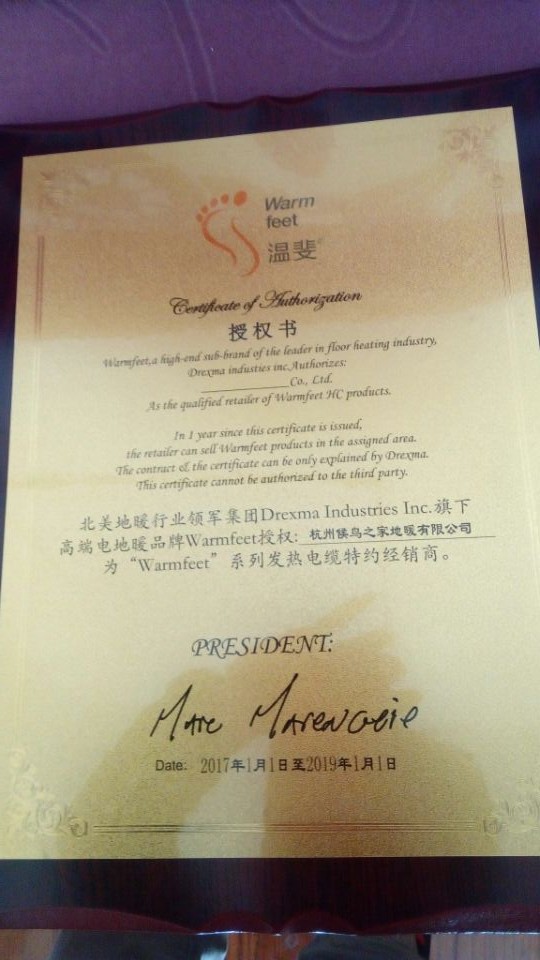 Warm
feet
温斐
Certificate of Authorization
授权书
Warmfeet,a high-end sub-brand of the leader in floor heating industry,
Drexma industies inc.Authorizes:
____________Co., Ltd.
As the qualified retailer of Warmfeet HC products.
In 1 year since this certificate is issued,
the retailer can sell Warmfeet products in the assigned area.
The contract & the certificate can be only explained by Drexma.
This certificate cannot be authorized to the third party.
北美地暖行业领军集团Drexma Industries Inc.旗下
高端电地暖品牌Warmfeet授权: 杭州候鸟之家地暖有限公司
为“Warmfeet”系列发热电缆特约经销商。
PRESIDENT:
Marc
Date: 2017年1月1日至2019年1月1日